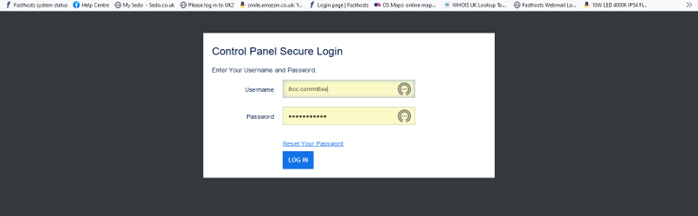 Fasthosts system status Help Centre My Sedo - Sedo.co.uk Please log in to UK2 smile.amazon.co.uk: Y... Login page | Fasthosts OS Maps: online map... WHOIS UK Lookup To... Fasthosts Webmail Lo... 10W LED 4000K IP54 FL... »
Control Panel Secure Login
Enter Your Username and Password.
Username
Password
Reset Your Password
LOG IN